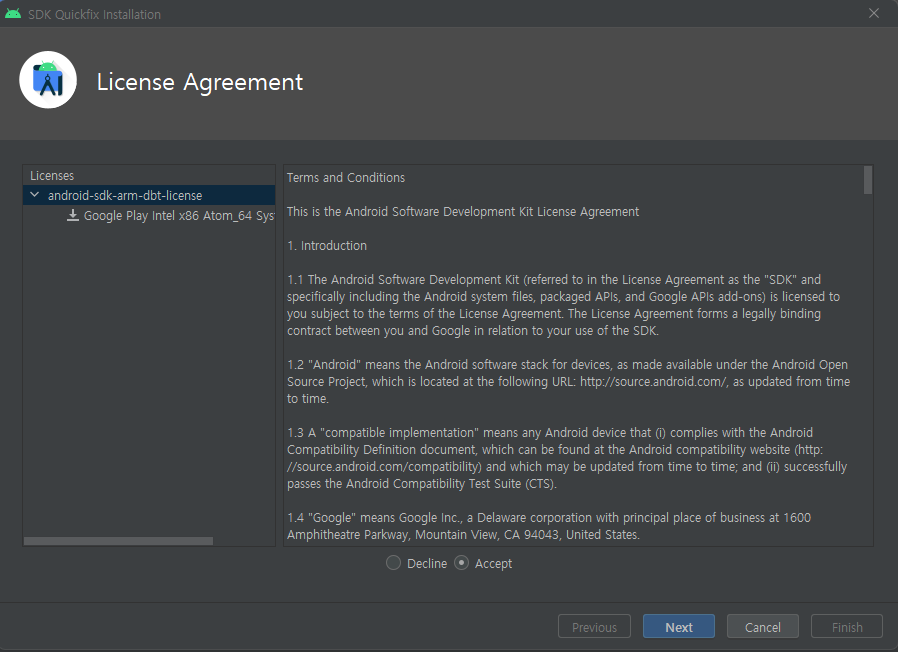 SDK Quickfix Installation
License Agreement
Licenses
android-sdk-arm-dbt-license
Google Play Intel x86 Atom_64 Sys
Terms and Conditions
This is the Android Software Development Kit License Agreement
1. Introduction
1.1 The Android Software Development Kit (referred to in the License Agreement as the "SDK" and
specifically including the Android system files, packaged APIs, and Google APIs add-ons) is licensed to
you subject to the terms of the License Agreement. The License Agreement forms a legally binding
contract between you and Google in relation to your use of the SDK.
1.2 "Android" means the Android software stack for devices, as made available under the Android Open
Source Project, which is located at the following URL: http://source.android.com/, as updated from time
to time.
1.3 A "compatible implementation" means any Android device that (i) complies with the Android
Compatibility Definition document, which can be found at the Android compatibility website (http:
//source.android.com/compatibility) and which may be updated from time to time; and (ii) successfully
passes the Android Compatibility Test Suite (CTS).
1.4 "Google" means Google Inc., a Delaware corporation with principal place of business at 1600
Amphitheatre Parkway, Mountain View, CA 94043, United States.
Decline Accept
Previous Next Cancel Finish